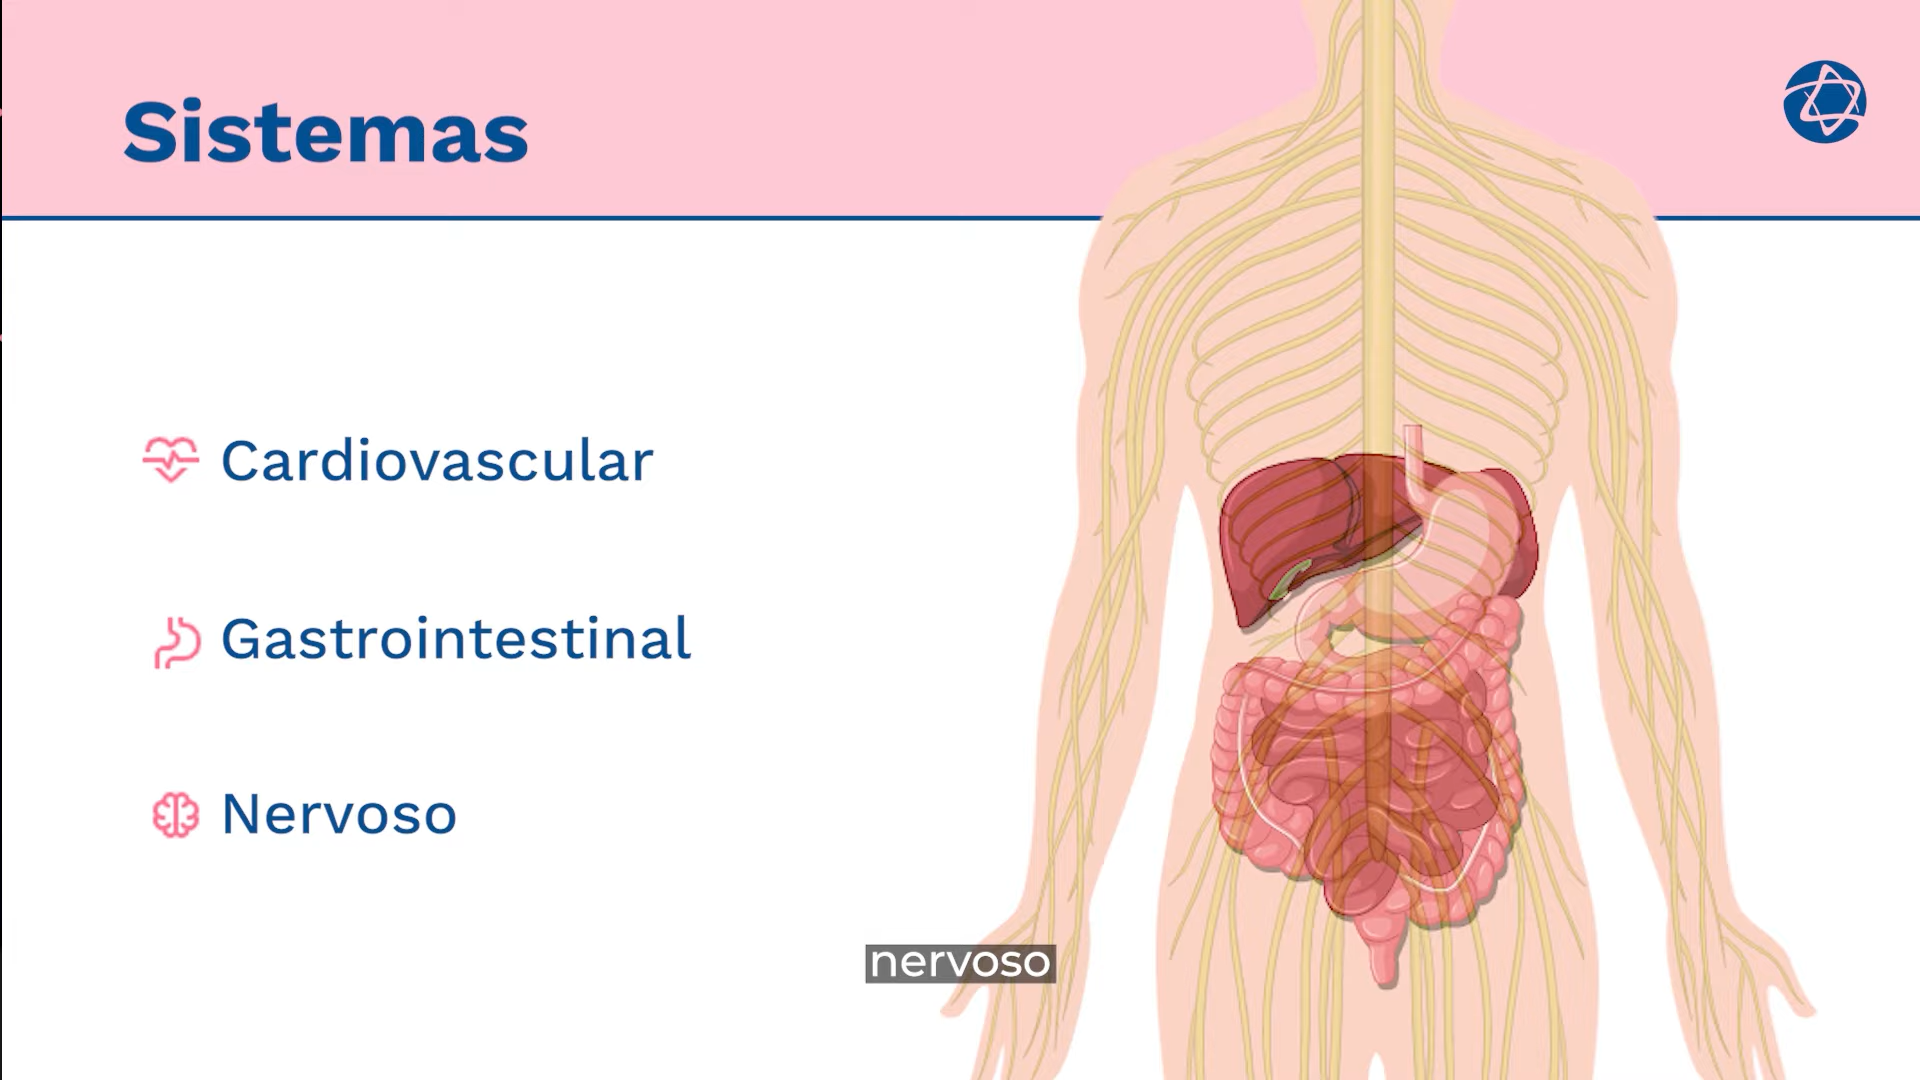 Sistemas
Cardiovascular
Gastrointestinal
Nervoso
nervoso